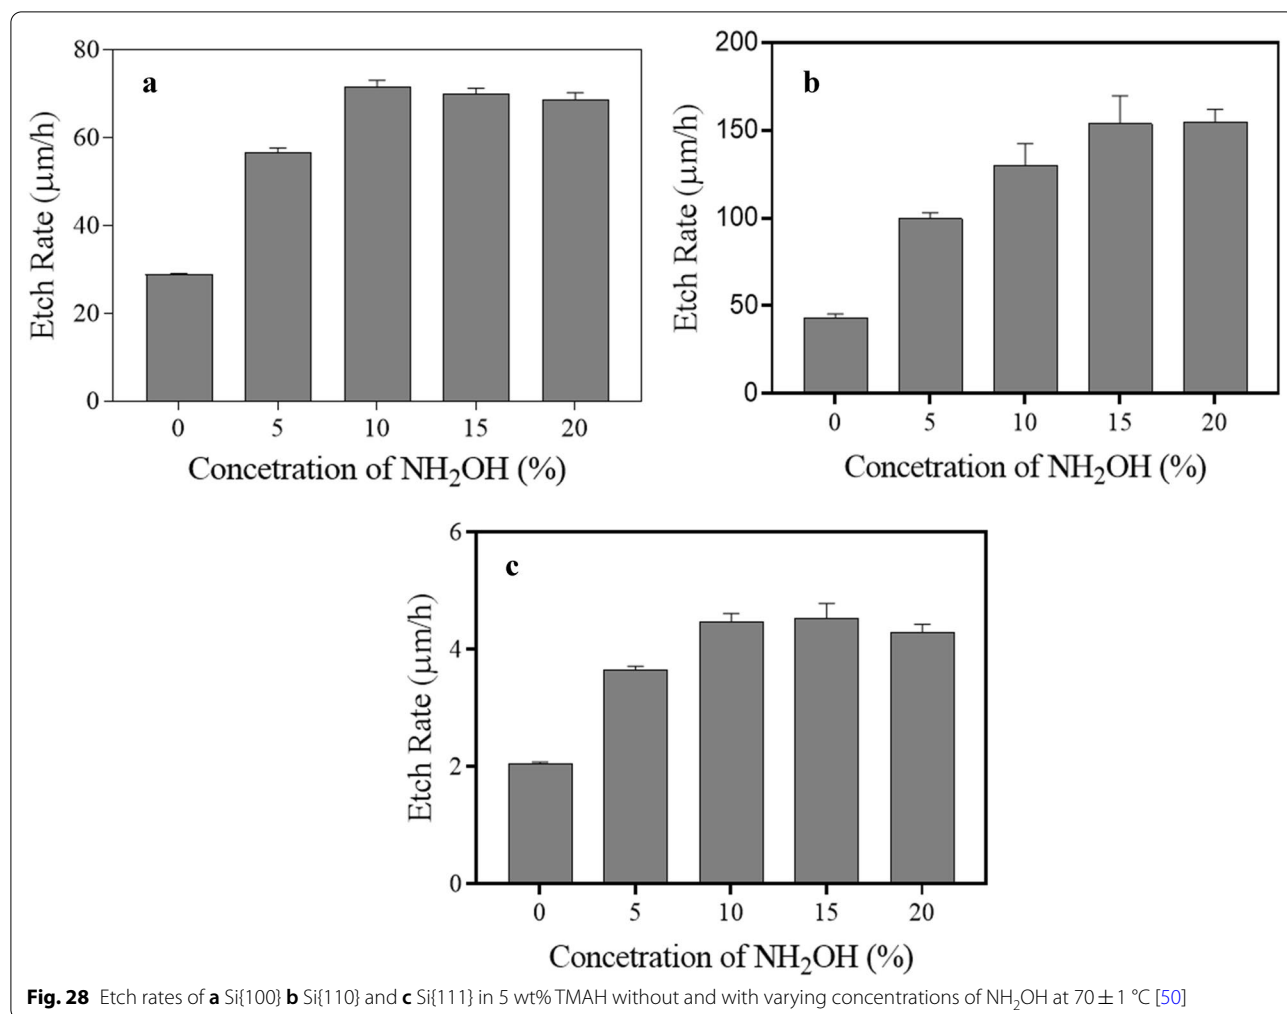 a
80
60
40
20
0
Etch Rate (μm/h)
0 5 10 15 20
Concetration of NH₂OH (%)
b
200
150
100
50
0
Etch Rate (μm/h)
0 5 10 15 20
Concetration of NH₂OH (%)
c
6
4
2
0
Etch Rate (μm/h)
0 5 10 15 20
Concetration of NH₂OH (%)
Fig. 28 Etch rates of a Si{100} b Si{110} and c Si{111} in 5 wt% TMAH without and with varying concentrations of NH₂OH at 70 ± 1 °C [50]